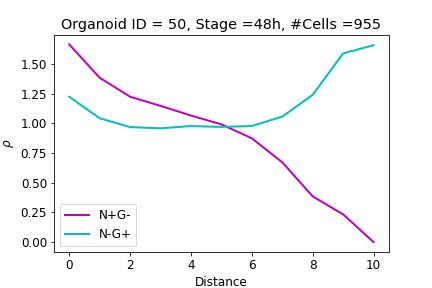 Organoid ID = 50, Stage =48h, #Cells =955
ρ
1.50
1.25
1.00
0.75
0.50
0.25
0.00
N+G-
N-G+
0 2 4 6 8 10
Distance